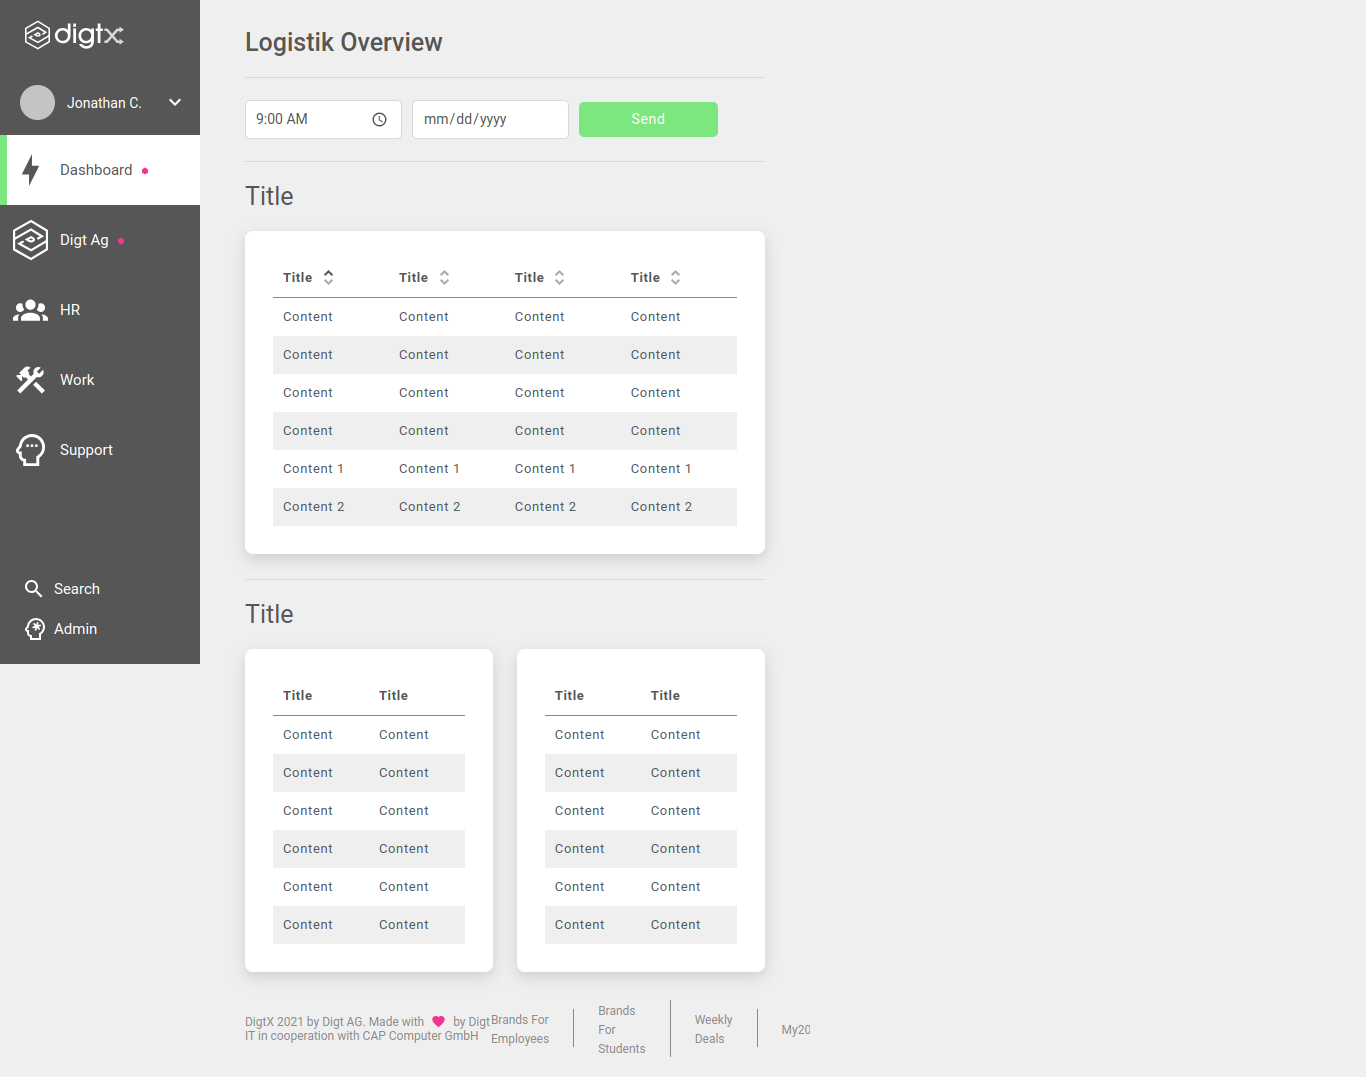 digtx
Jonathan C.
Dashboard
Digt Ag
HR
Work
Support
Search
Admin
Logistik Overview
9:00 AM mm/dd/yyyy Send
Title
Title Title Title Title
Content Content Content Content
Content Content Content Content
Content Content Content Content
Content Content Content Content
Content 1 Content 1 Content 1 Content 1
Content 2 Content 2 Content 2 Content 2
Title
Title Title
Content Content
Content Content
Content Content
Content Content
Content Content
Content Content
Title Title
Content Content
Content Content
Content Content
Content Content
Content Content
Content Content
DigtX 2021 by Digt AG. Made with by Digt
IT in cooperation with CAP Computer GmbH
Brands For
Employees
Brands
For
Students
Weekly
Deals
My20